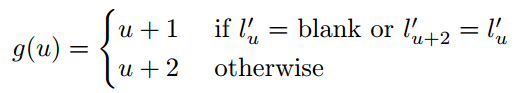 g(u) = { u + 1 if l′_u = blank or l′_{u+2} = l′_u
u + 2 otherwise